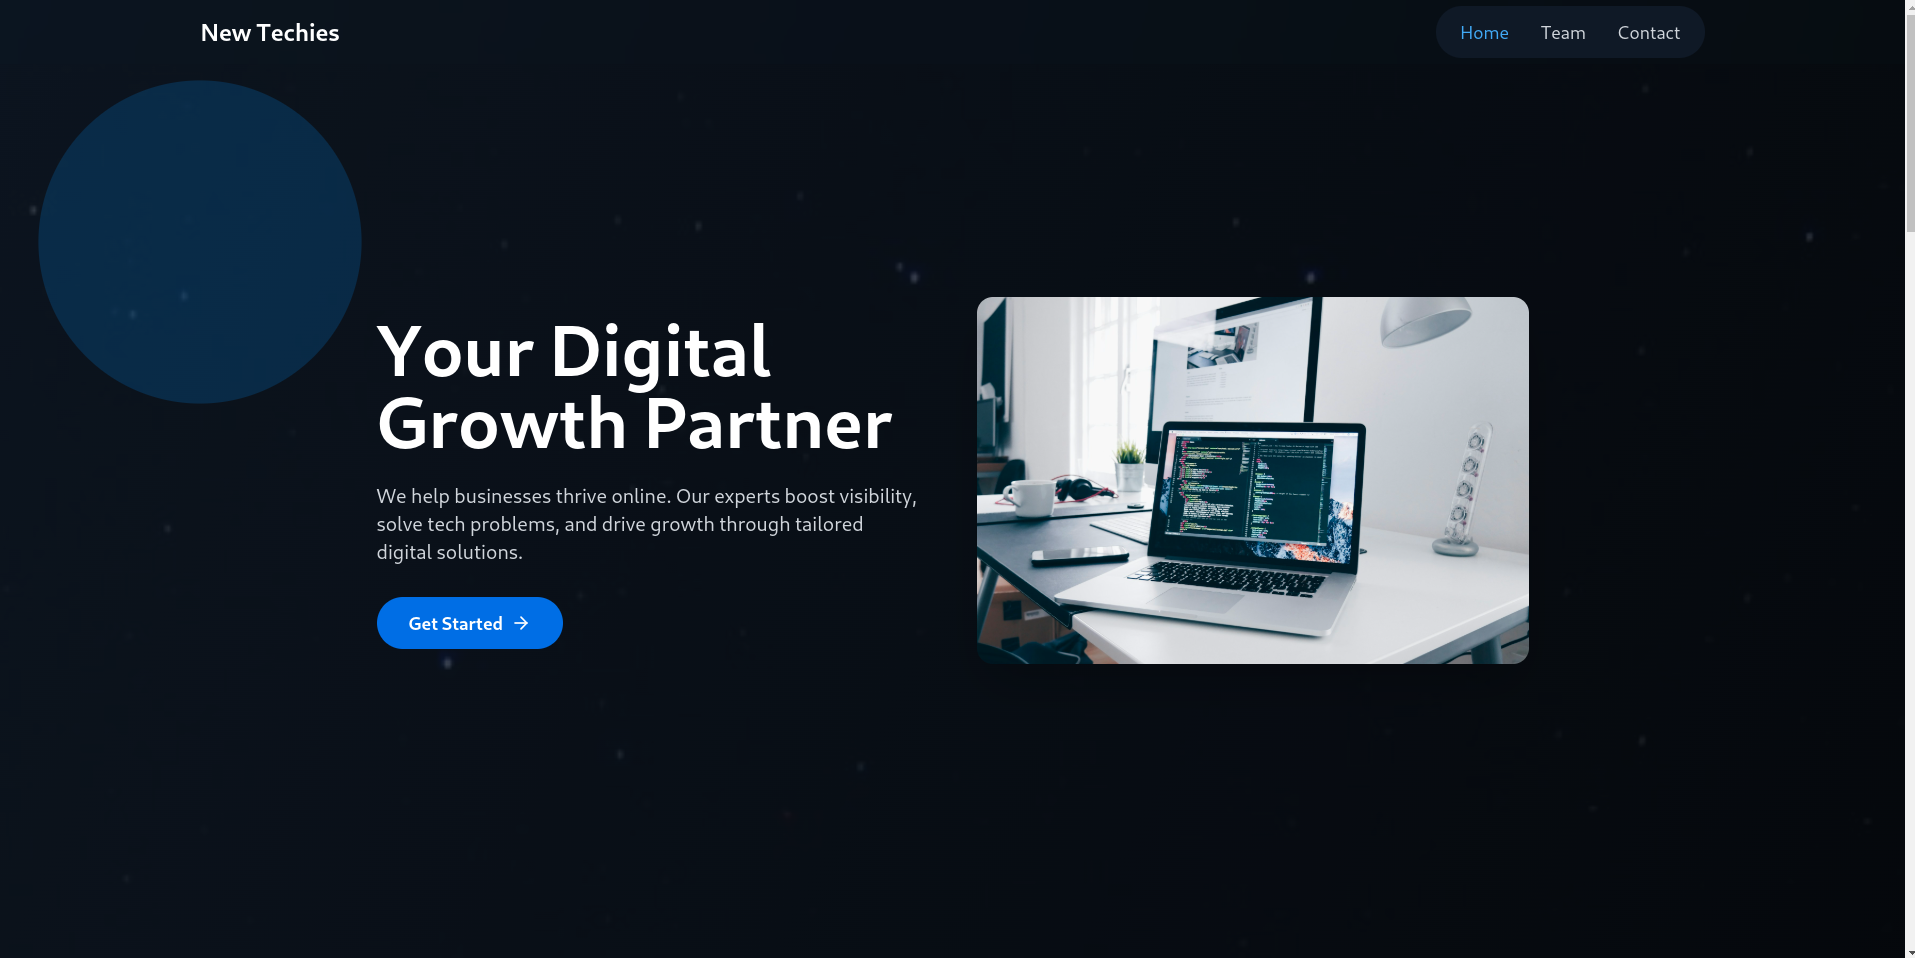 New Techies
Home Team Contact
Your Digital
Growth Partner
We help businesses thrive online. Our experts boost visibility,
solve tech problems, and drive growth through tailored
digital solutions.
Get Started